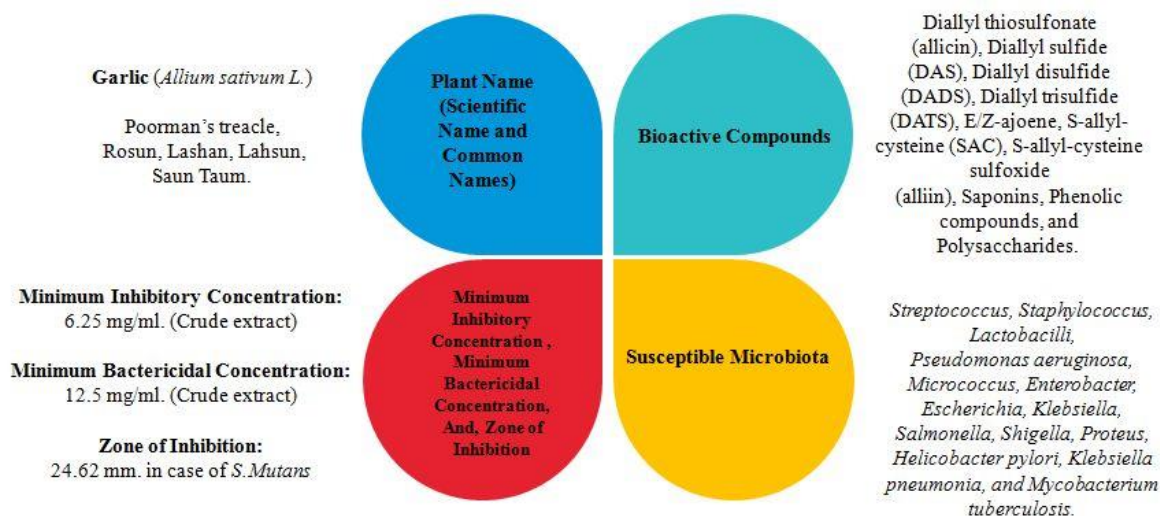 Garlic (Allium sativum L.)
Poorman's treacle,
Rosun, Lashan, Lahsun,
Saun Taum.
Plant Name
(Scientific
Name and
Common
Names)
Bioactive Compounds
Diallyl thiosulfonate
(allicin), Diallyl sulfide
(DAS), Diallyl disulfide
(DADS), Diallyl trisulfide
(DATS), E/Z-ajoene, S-allyl-
cysteine (SAC), S-allyl-cysteine
sulfoxide
(alliin), Saponins, Phenolic
compounds, and
Polysaccharides.
Minimum Inhibitory Concentration:
6.25 mg/ml. (Crude extract)
Minimum Bactericidal Concentration:
12.5 mg/ml. (Crude extract)
Zone of Inhibition:
24.62 mm. in case of S.Mutans
Minimum
Inhibitory
Concentration ,
Minimum
Bactericidal
Concentration,
And, Zone of
Inhibition
Susceptible Microbiota
Streptococcus, Staphylococcus,
Lactobacilli,
Pseudomonas aeruginosa,
Micrococcus, Enterobacter,
Escherichia, Klebsiella,
Salmonella, Shigella, Proteus,
Helicobacter pylori, Klebsiella
pneumonia, and Mycobacterium
tuberculosis.